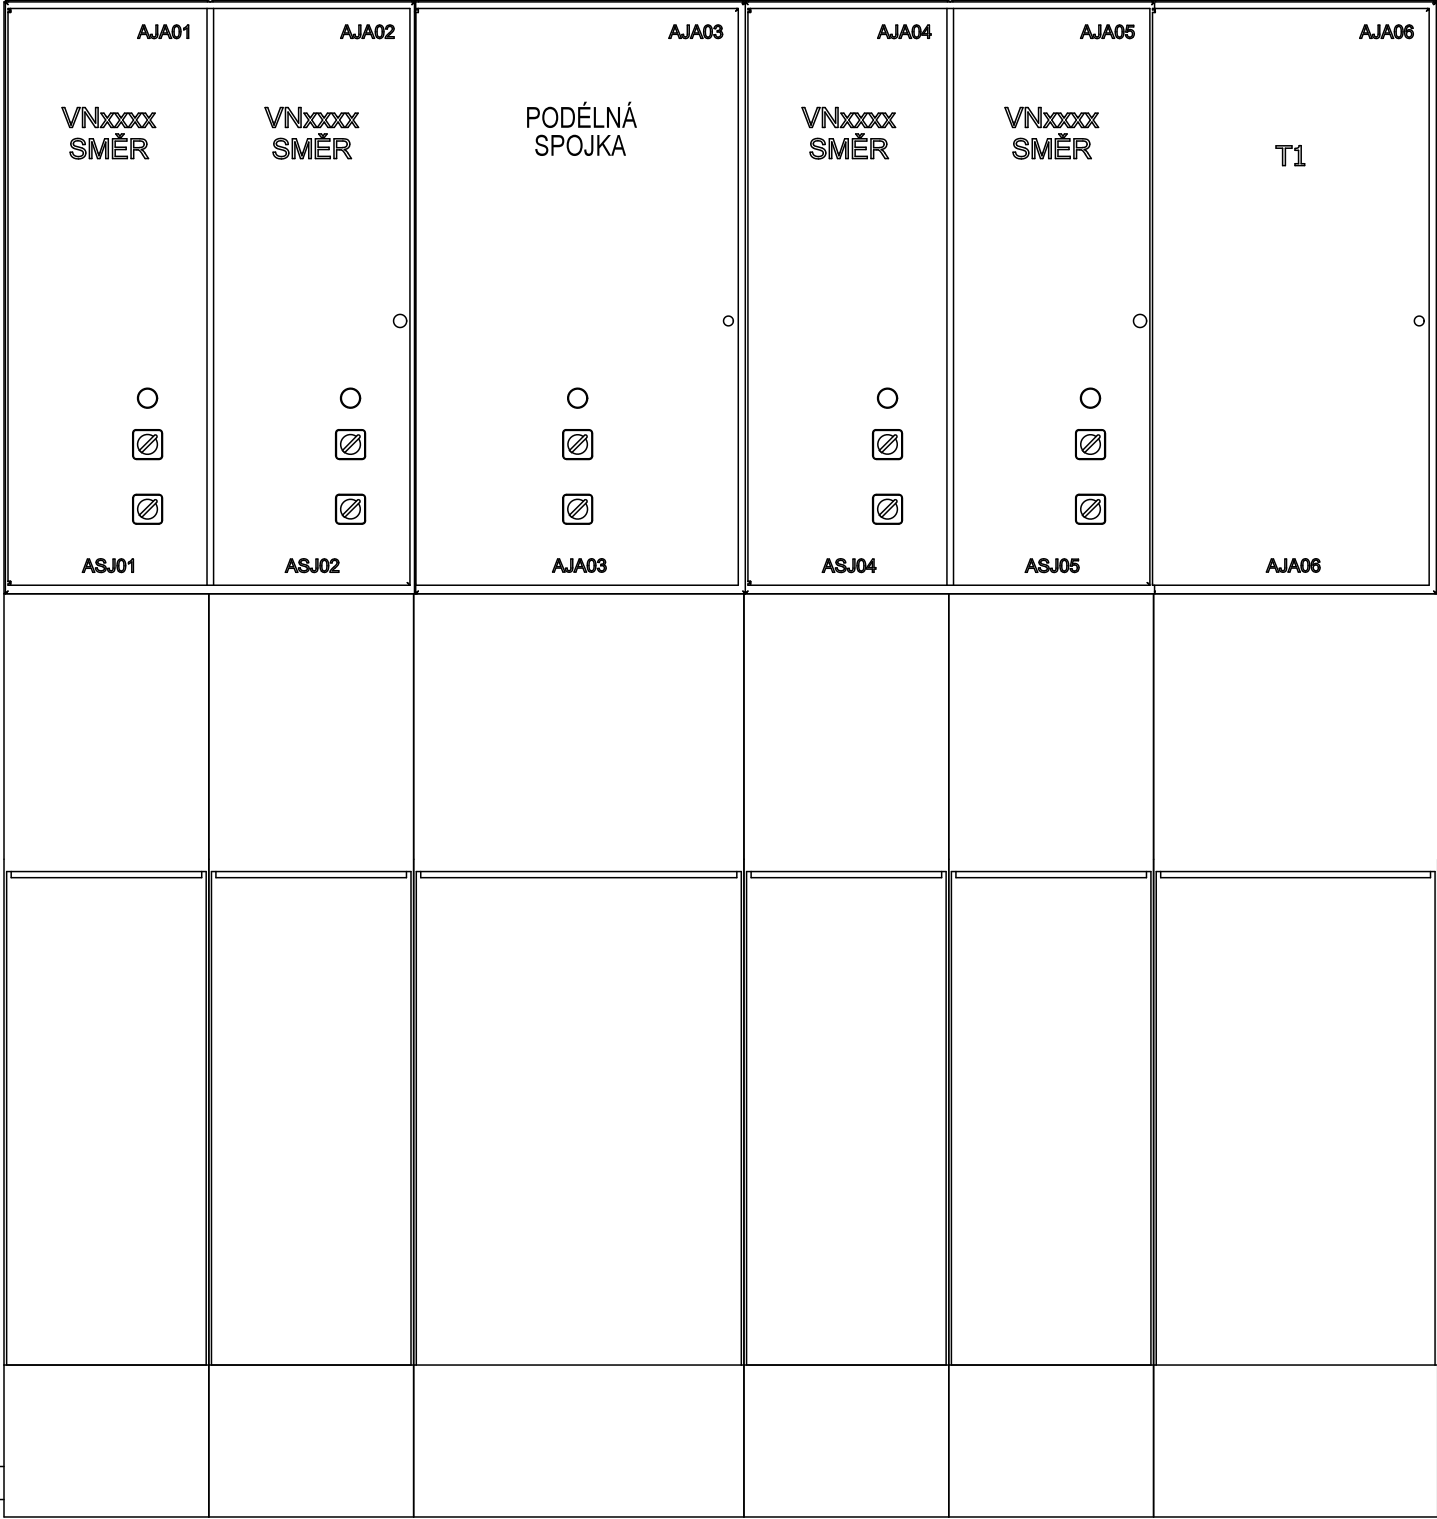 AJA01
VNxxxx
SMĚR
ASJ01
AJA02
VNxxxx
SMĚR
ASJ02
AJA03
PODÉLNÁ
SPOJKA
AJA03
AJA04
VNxxxx
SMĚR
ASJ04
AJA05
VNxxxx
SMĚR
ASJ05
AJA06
T1
AJA06